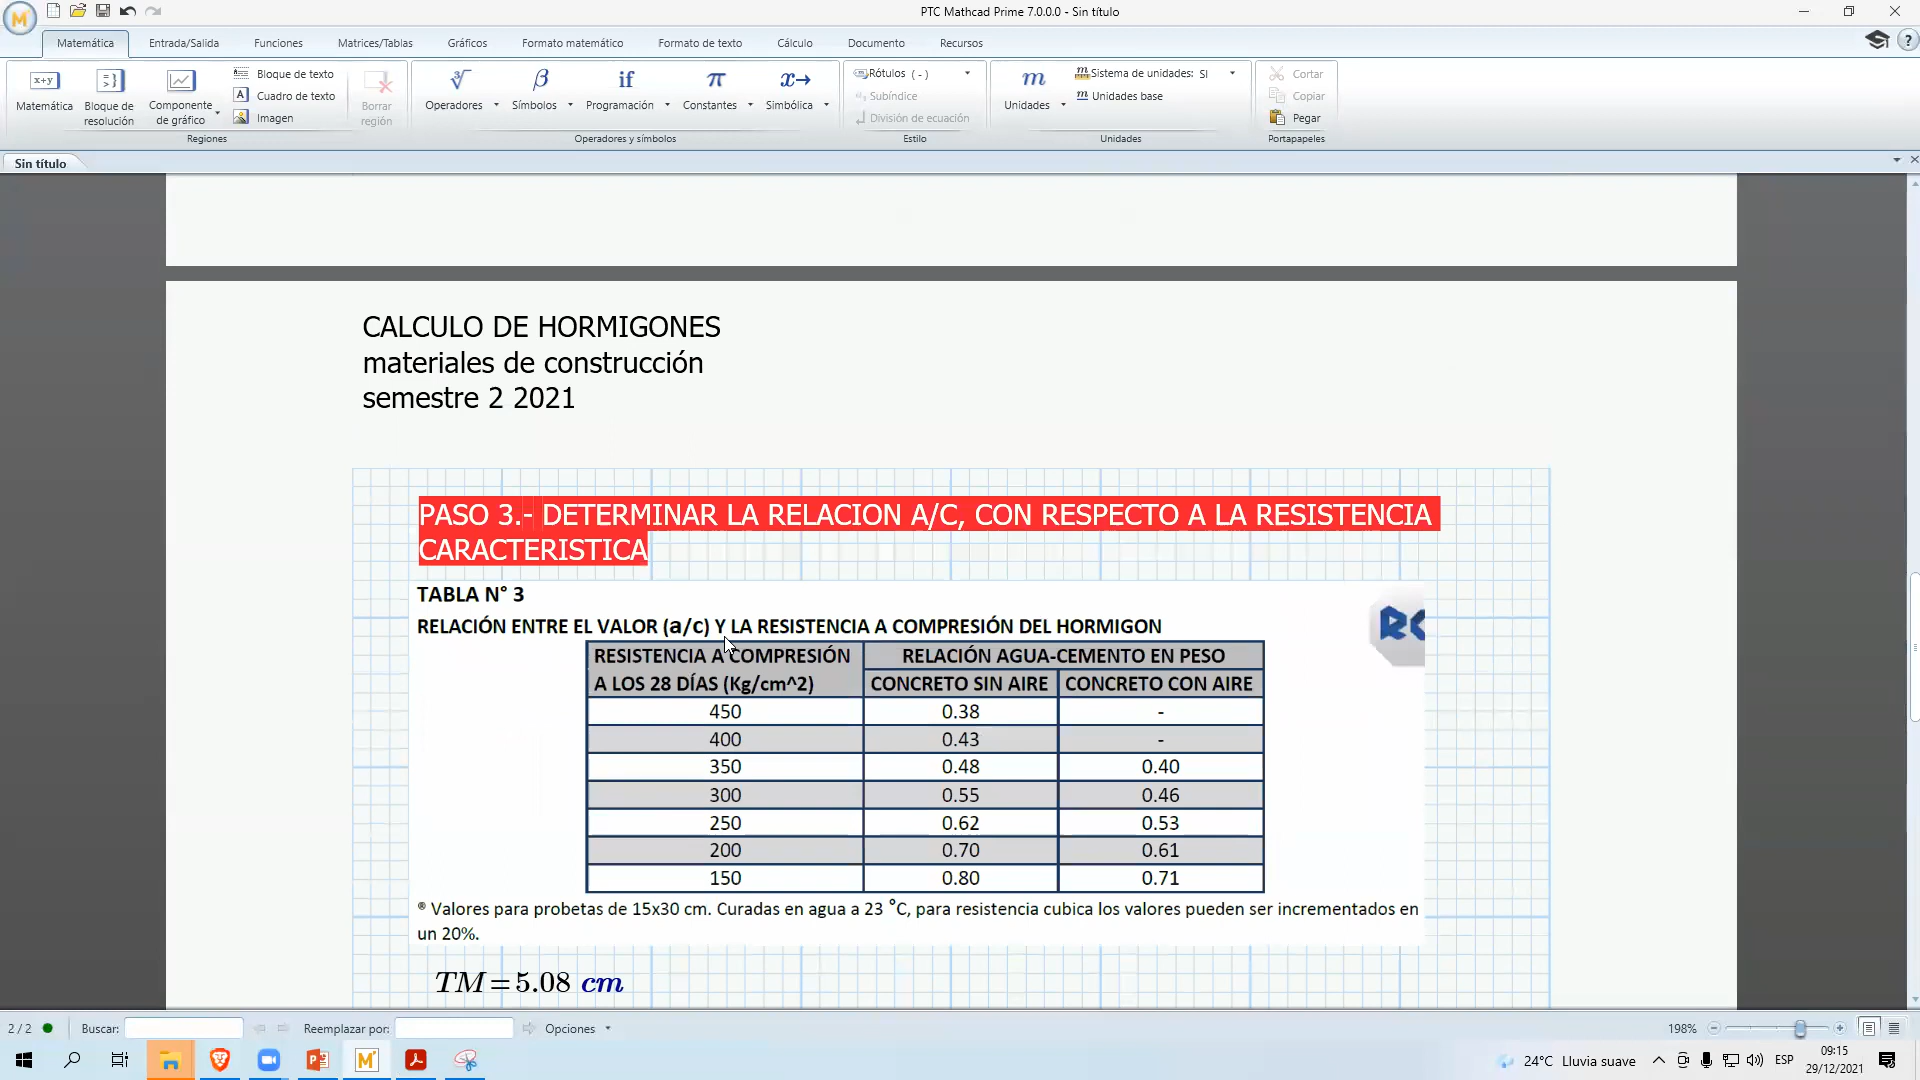 PTC Mathcad Prime 7.0.0.0 - Sin título
Matemática Entrada/Salida Funciones Matrices/Tablas Gráficos Formato matemático Formato de texto Cálculo Documento Recursos
Matemática
Bloque de resolución
Componente de gráfico
Bloque de texto
Cuadro de texto
Imagen
Borrar región
Regiones
Operadores Símbolos Programación Constantes Simbólica
Operadores y símbolos
Rótulos ( - )
Subíndice
División de ecuación
Estilo
Unidades
Sistema de unidades: SI
Unidades base
Unidades
Cortar
Copiar
Pegar
Portapapeles
Sin título
CALCULO DE HORMIGONES
materiales de construcción
semestre 2 2021
PASO 3.- DETERMINAR LA RELACION A/C, CON RESPECTO A LA RESISTENCIA
CARACTERISTICA
TABLA N° 3
RELACIÓN ENTRE EL VALOR (a/c) Y LA RESISTENCIA A COMPRESIÓN DEL HORMIGON
RESISTENCIA A COMPRESIÓN RELACIÓN AGUA-CEMENTO EN PESO
A LOS 28 DÍAS (Kg/cm^2) CONCRETO SIN AIRE CONCRETO CON AIRE
450 0.38 -
400 0.43 -
350 0.48 0.40
300 0.55 0.46
250 0.62 0.53
200 0.70 0.61
150 0.80 0.71
® Valores para probetas de 15x30 cm. Curadas en agua a 23 °C, para resistencia cubica los valores pueden ser incrementados en
un 20%.
TM = 5.08 cm
2 / 2 Buscar: Reemplazar por: Opciones 198%
24°C Lluvia suave ESP 09:15
29/12/2021